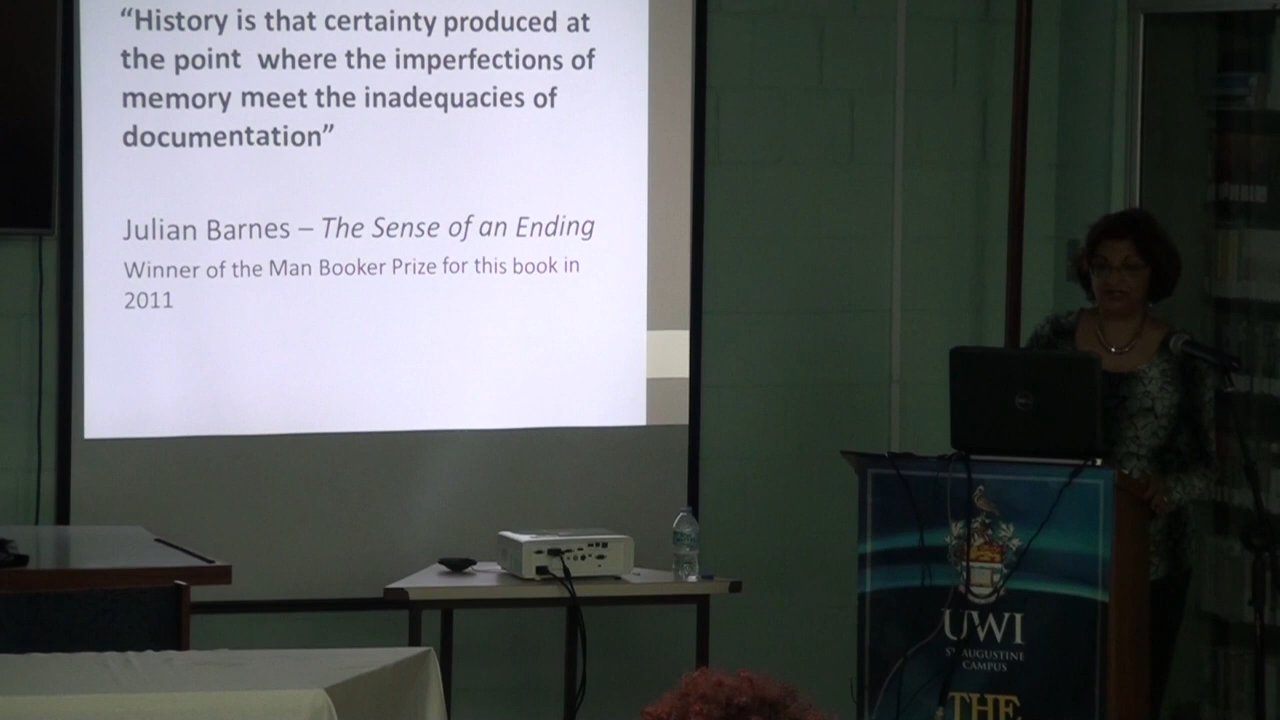 “History is that certainty produced at
the point  where the imperfections of
memory meet the inadequacies of
documentation”
Julian Barnes – The Sense of an Ending
Winner of the Man Booker Prize for this book in
2011
DELL
UWI
ST AUGUSTINE
CAMPUS
THE